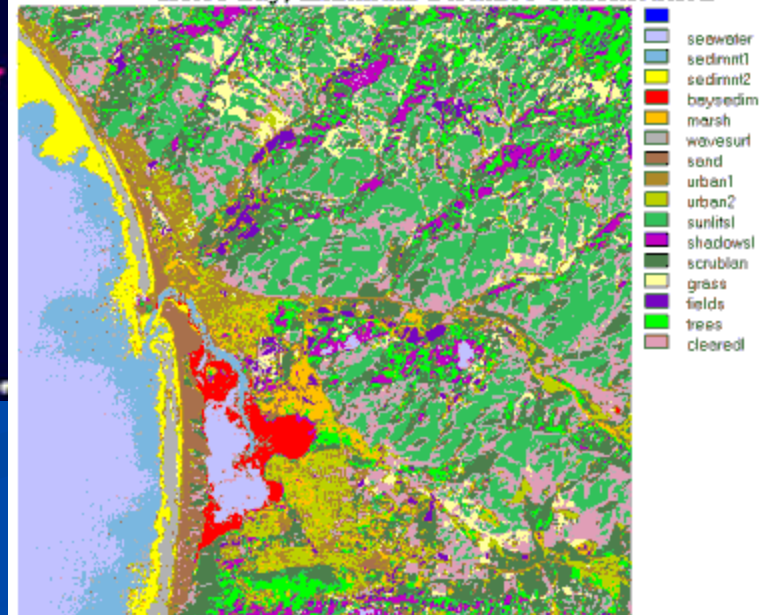 seawater
sedimnt1
sedimnt2
baysedim
marsh
wavesurf
sand
urban1
urban2
sunlitsl
shadowsl
scrublan
grass
fields
trees
clearedl